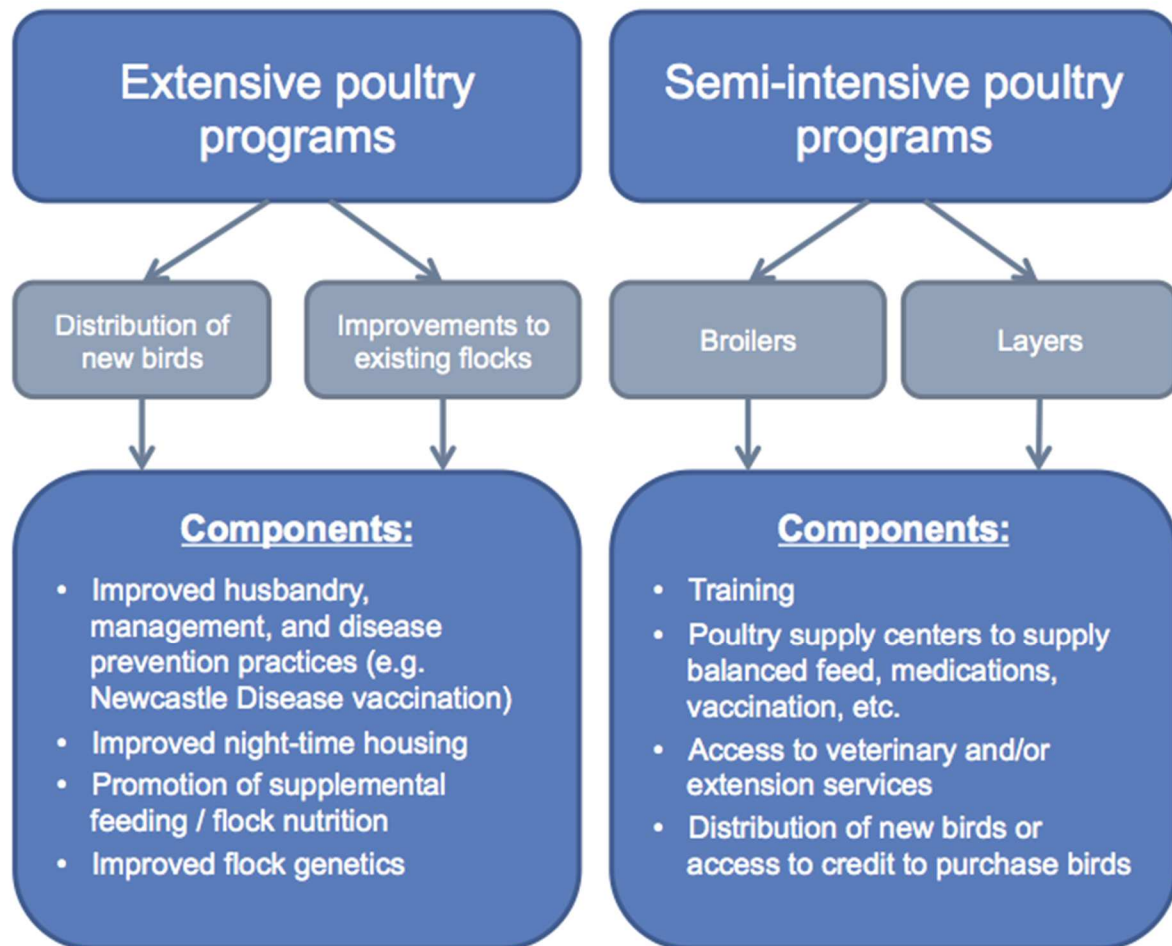 Extensive poultry
programs
Semi-intensive poultry
programs
Distribution of
new birds
Improvements to
existing flocks
Broilers
Layers
Components:
• Improved husbandry,
management, and disease
prevention practices (e.g.
Newcastle Disease vaccination)
• Improved night-time housing
• Promotion of supplemental
feeding / flock nutrition
• Improved flock genetics
Components:
• Training
• Poultry supply centers to supply
balanced feed, medications,
vaccination, etc.
• Access to veterinary and/or
extension services
• Distribution of new birds or
access to credit to purchase birds